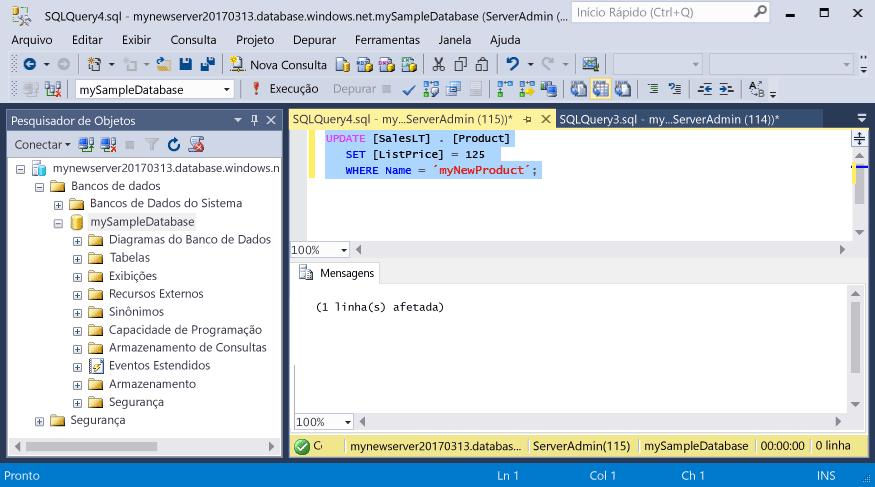 SQLQuery4.sql - mynewserver20170313.database.windows.net.mySampleDatabase (ServerAdmin (115))* -...
Início Rápido (Ctrl+Q)
Arquivo Editar Exibir Consulta Projeto Depurar Ferramentas Janela Ajuda
Nova Consulta
mySampleDatabase Execução Depurar
Pesquisador de Objetos
Conectar
mynewserver20170313.database.windows.n
Bancos de dados
Bancos de Dados do Sistema
mySampleDatabase
Diagramas do Banco de Dados
Tabelas
Exibições
Recursos Externos
Sinônimos
Capacidade de Programação
Armazenamento de Consultas
Eventos Estendidos
Armazenamento
Segurança
Segurança
SQLQuery4.sql - my...ServerAdmin (115))* SQLQuery3.sql - my...ServerAdmin (114))*
UPDATE [SalesLT] . [Product]
SET [ListPrice] = 125
WHERE Name = ´myNewProduct´;
100%
Mensagens
(1 linha(s) afetada)
100%
C mynewserver20170313.databas... ServerAdmin(115) mySampleDatabase 00:00:00 0 linha
Pronto Ln 1 Col 1 Ch 1 INS